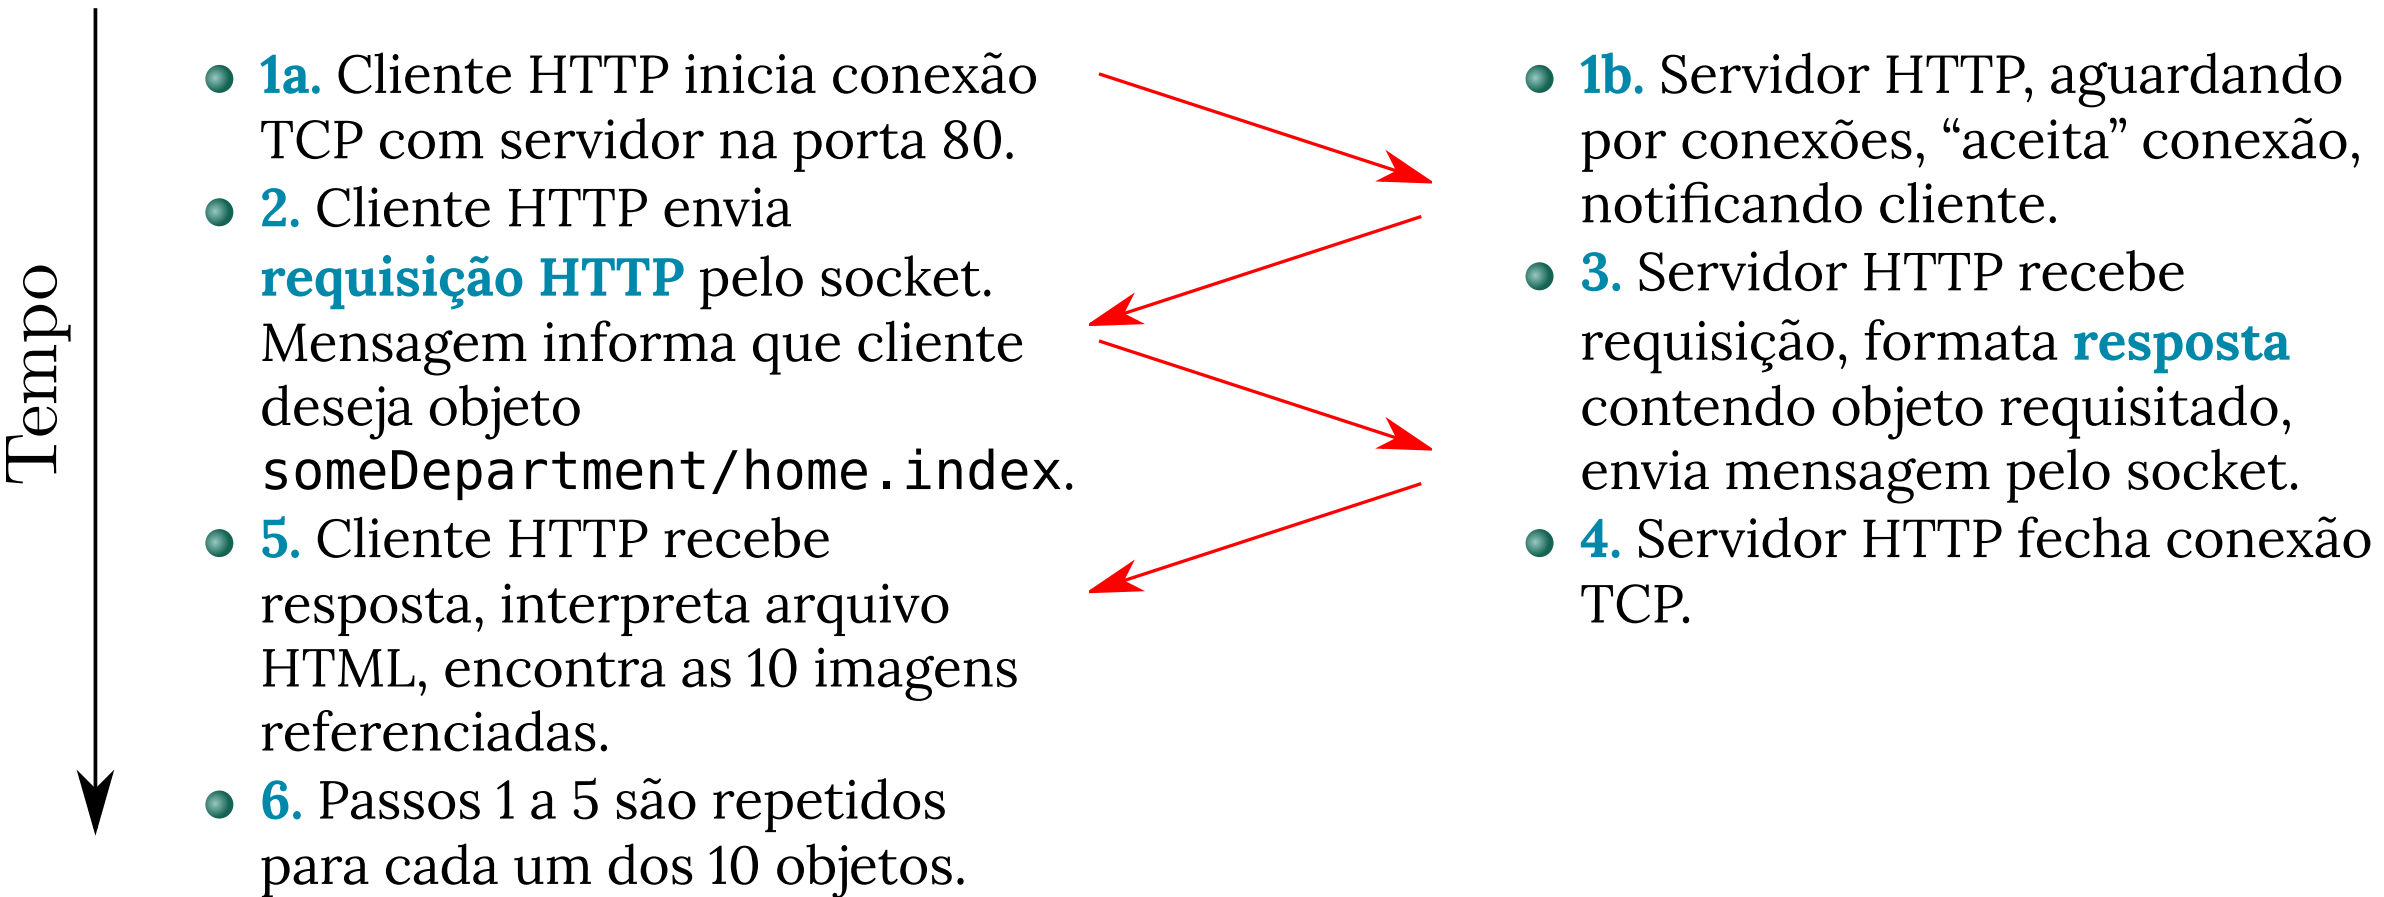 Tempo
1a. Cliente HTTP inicia conexão
TCP com servidor na porta 80.
2. Cliente HTTP envia
requisição HTTP pelo socket.
Mensagem informa que cliente
deseja objeto
someDepartment/home.index.
5. Cliente HTTP recebe
resposta, interpreta arquivo
HTML, encontra as 10 imagens
referenciadas.
6. Passos 1 a 5 são repetidos
para cada um dos 10 objetos.
1b. Servidor HTTP, aguardando
por conexões, “aceita” conexão,
notificando cliente.
3. Servidor HTTP recebe
requisição, formata resposta
contendo objeto requisitado,
envia mensagem pelo socket.
4. Servidor HTTP fecha conexão
TCP.